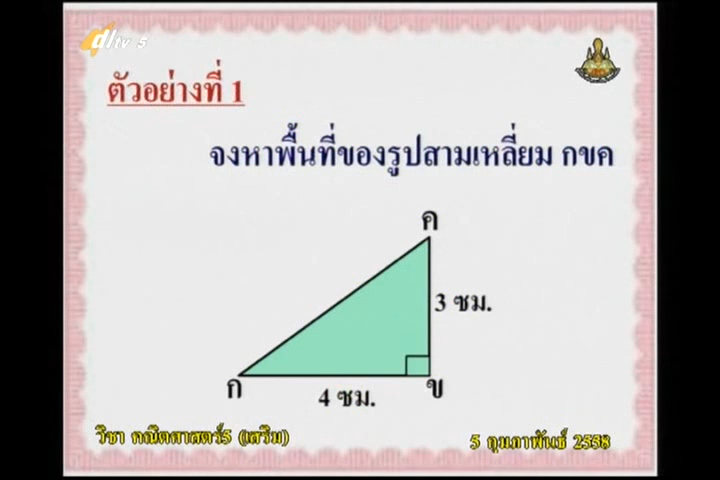 dltv 5
ตัวอย่างที่ 1
จงหาพื้นที่ของรูปสามเหลี่ยม กขค
ค
3 ซม.
ก
ข
4 ซม.
วิชา คณิตศาสตร์5 (เสริม)
5 กุมภาพันธ์ 2558